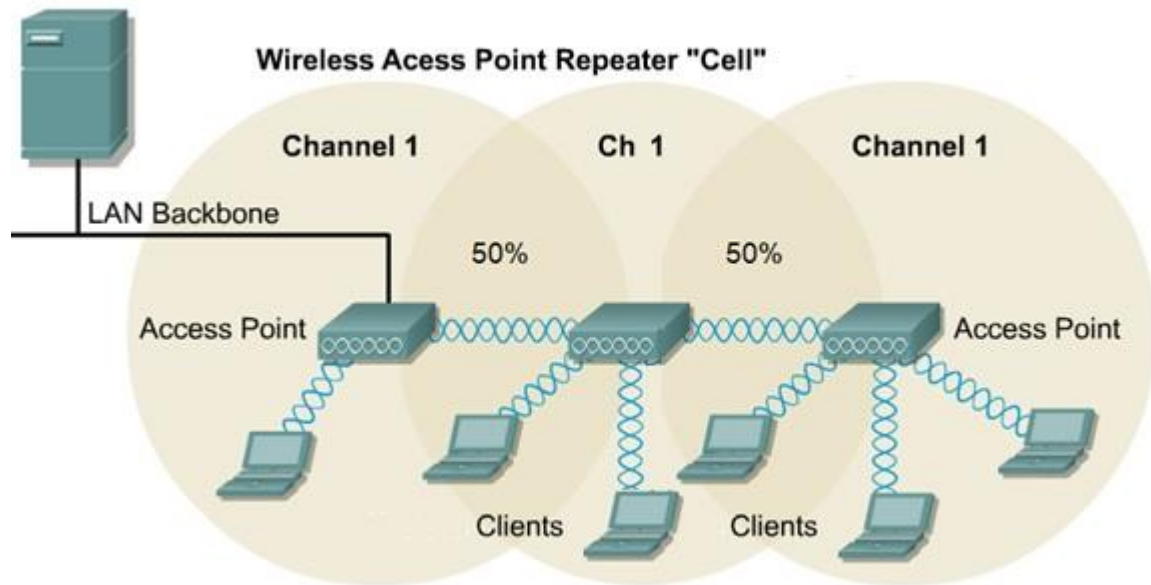 Wireless Acess Point Repeater "Cell"
Channel 1
Ch 1
Channel 1
LAN Backbone
50%
50%
Access Point
Access Point
Clients
Clients